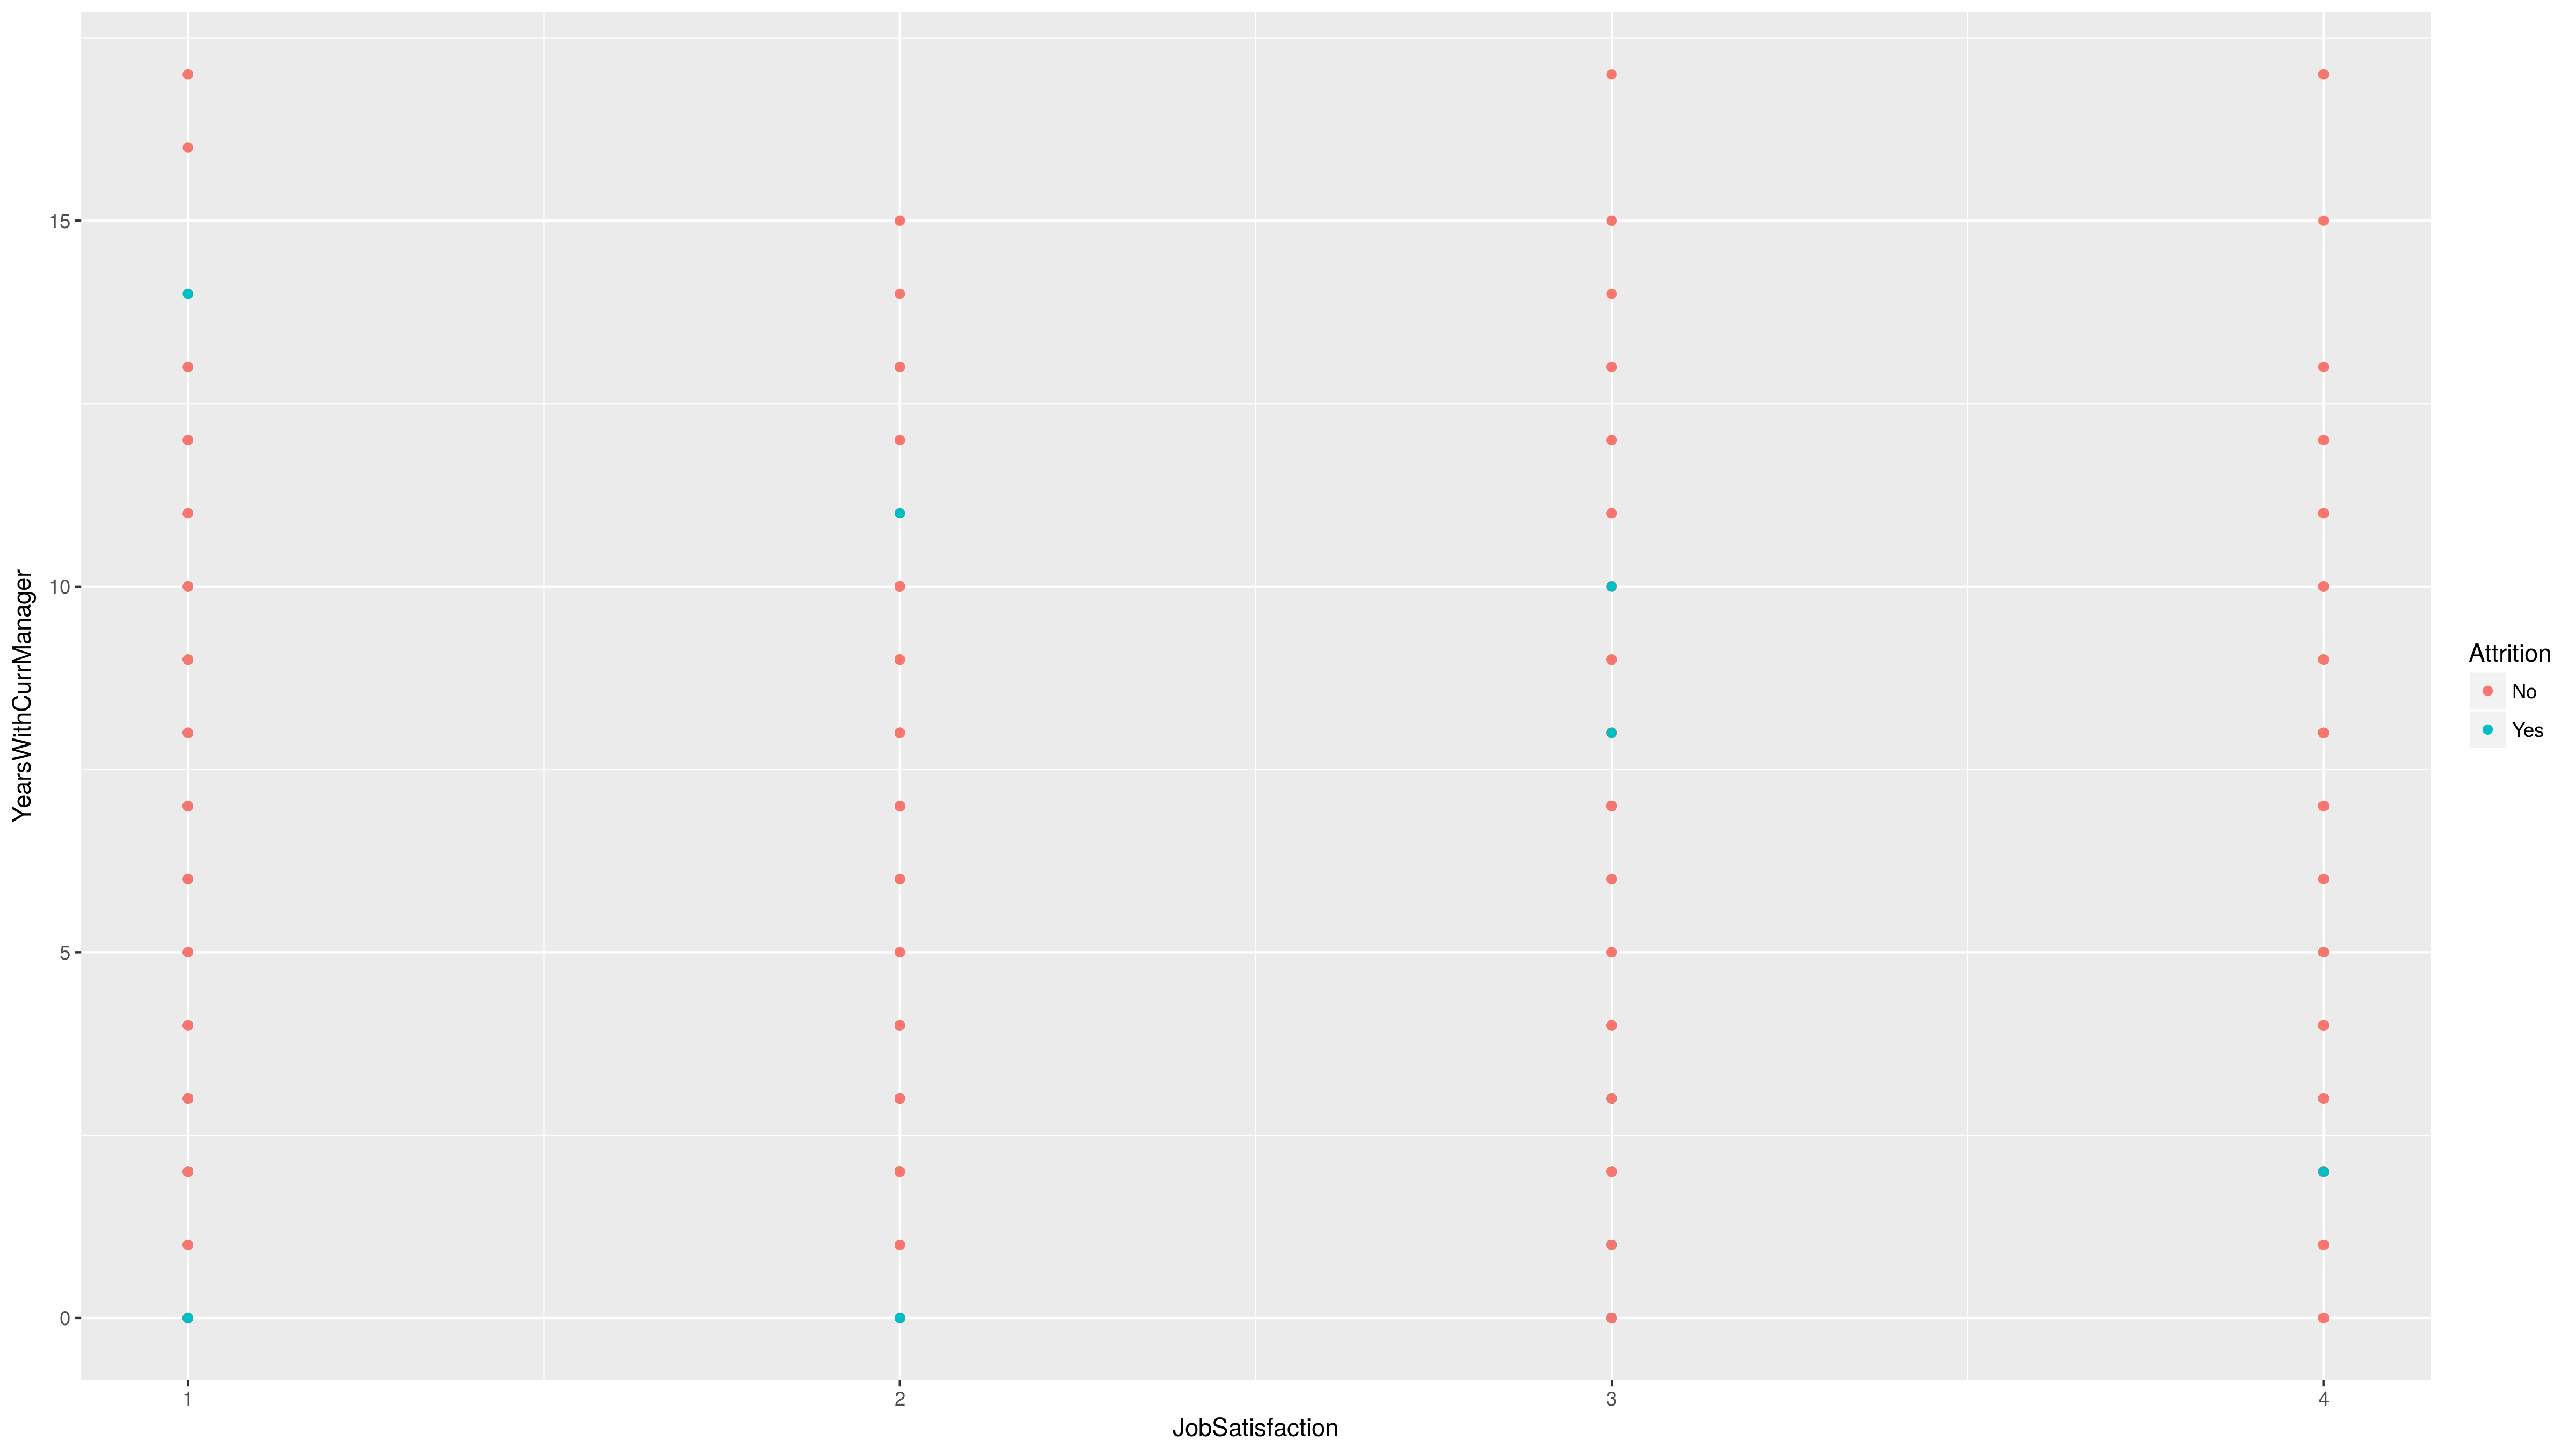 YearsWithCurrManager
15
10
5
0
1 2 3 4
JobSatisfaction
Attrition
No
Yes